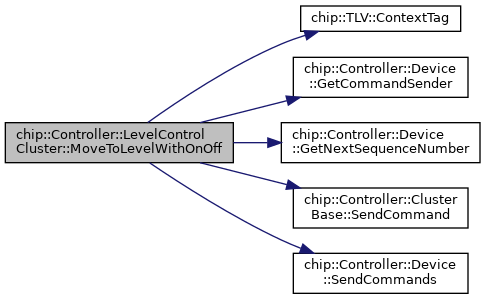 chip::TLV::ContextTag
chip::Controller::Device
::GetCommandSender
chip::Controller::LevelControl
Cluster::MoveToLevelWithOnOff
chip::Controller::Device
::GetNextSequenceNumber
chip::Controller::Cluster
Base::SendCommand
chip::Controller::Device
::SendCommands